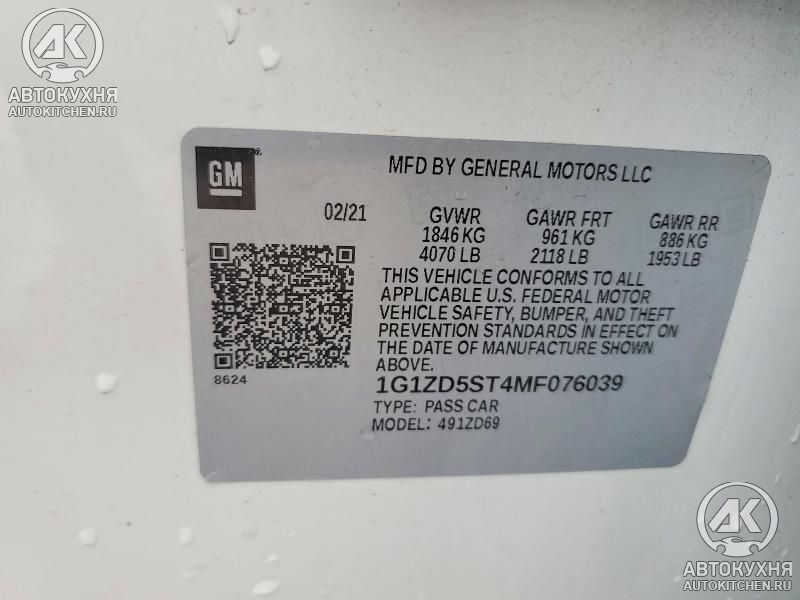 AK
АВТОКУХНЯ
AUTOKITCHEN.RU
GM
MFD BY GENERAL MOTORS LLC
02/21 GVWR GAWR FRT GAWR RR
1846 KG 961 KG 886 KG
4070 LB 2118 LB 1953 LB
THIS VEHICLE CONFORMS TO ALL
APPLICABLE U.S. FEDERAL MOTOR
VEHICLE SAFETY, BUMPER, AND THEFT
PREVENTION STANDARDS IN EFFECT ON
THE DATE OF MANUFACTURE SHOWN
ABOVE.
8624
1G1ZD5ST4MF076039
TYPE: PASS CAR
MODEL: 491ZD69
AK
АВТОКУХНЯ
AUTOKITCHEN.RU